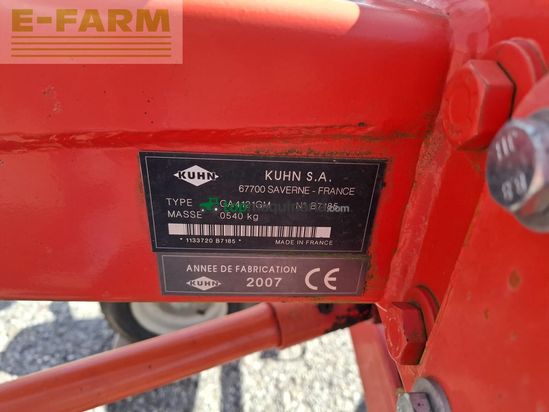 E-FARM
KUHN
KUHN S.A.
67700 SAVERNE - FRANCE
TYPE GA4121GM N° B7185
MASSE 0540 kg
* 1133720 B7185 * MADE IN FRANCE
ANNEE DE FABRICATION
KUHN 2007 CE